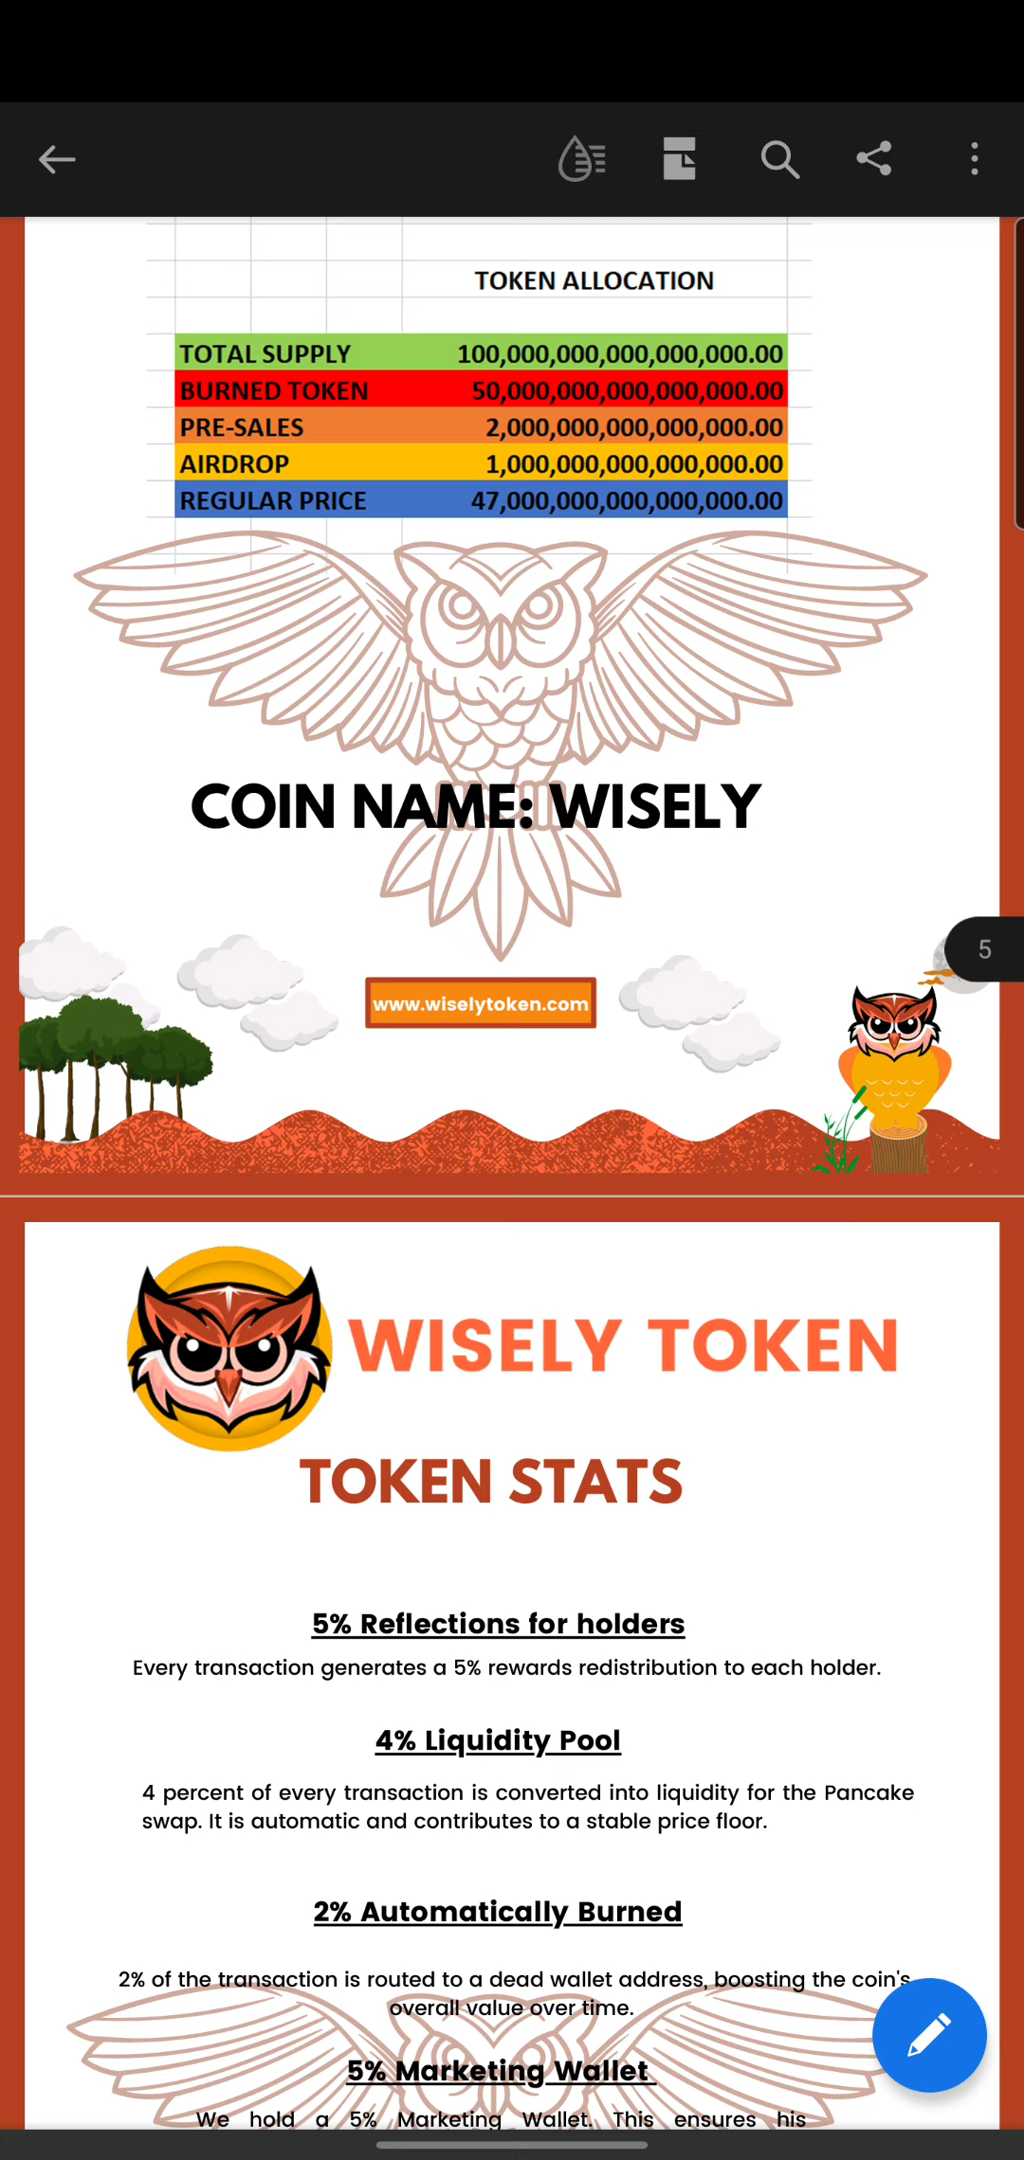 TOKEN ALLOCATION
TOTAL SUPPLY 100,000,000,000,000,000.00
BURNED TOKEN 50,000,000,000,000,000.00
PRE-SALES 2,000,000,000,000,000.00
AIRDROP 1,000,000,000,000,000.00
REGULAR PRICE 47,000,000,000,000,000.00
COIN NAME: WISELY
5
www.wiselytoken.com
WISELY TOKEN
TOKEN STATS
5% Reflections for holders
Every transaction generates a 5% rewards redistribution to each holder.
4% Liquidity Pool
4 percent of every transaction is converted into liquidity for the Pancake
swap. It is automatic and contributes to a stable price floor.
2% Automatically Burned
2% of the transaction is routed to a dead wallet address, boosting the coin's
overall value over time.
5% Marketing Wallet
We hold a 5% Marketing Wallet. This ensures his